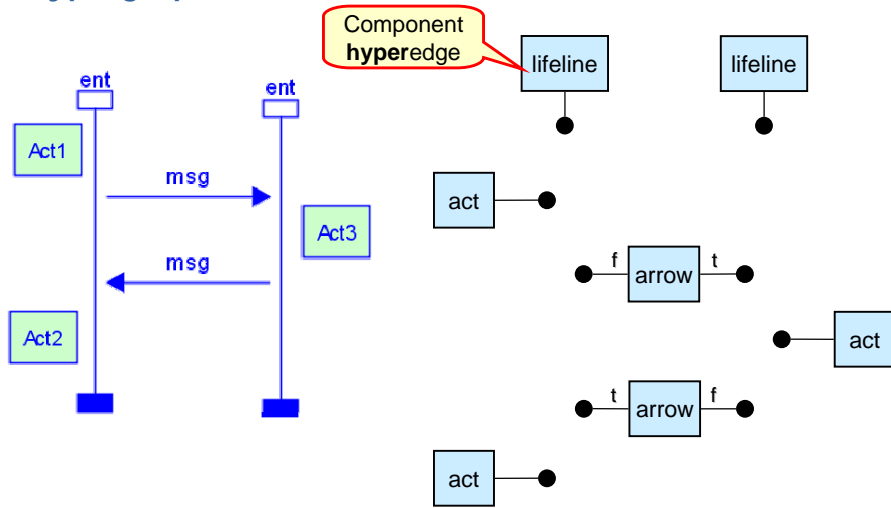 Component
hyperedge
lifeline
lifeline
ent
ent
Act1
msg
act
Act3
f
arrow
t
msg
Act2
act
t
arrow
f
act